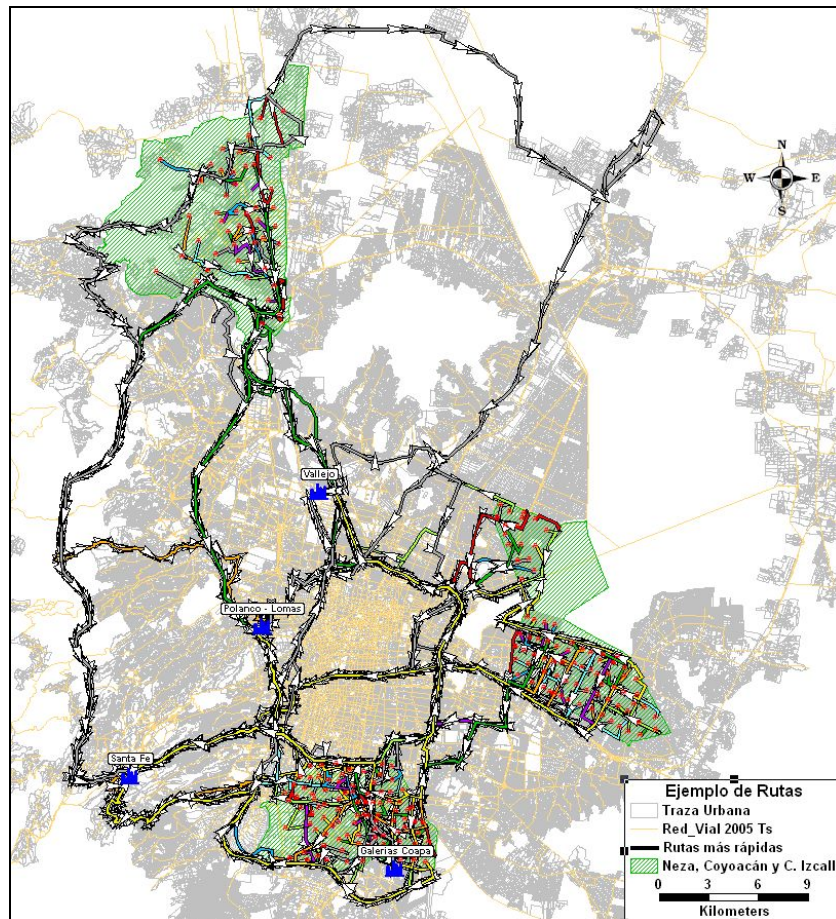 N
W E
S
Vallejo
Polanco - Lomas
Santa Fe
Galerías Coapa
Ejemplo de Rutas
Traza Urbana
Red_Vial 2005 Ts
Rutas más rápidas
Neza, Coyoacán y C. Izcall
0 3 6 9
Kilometers